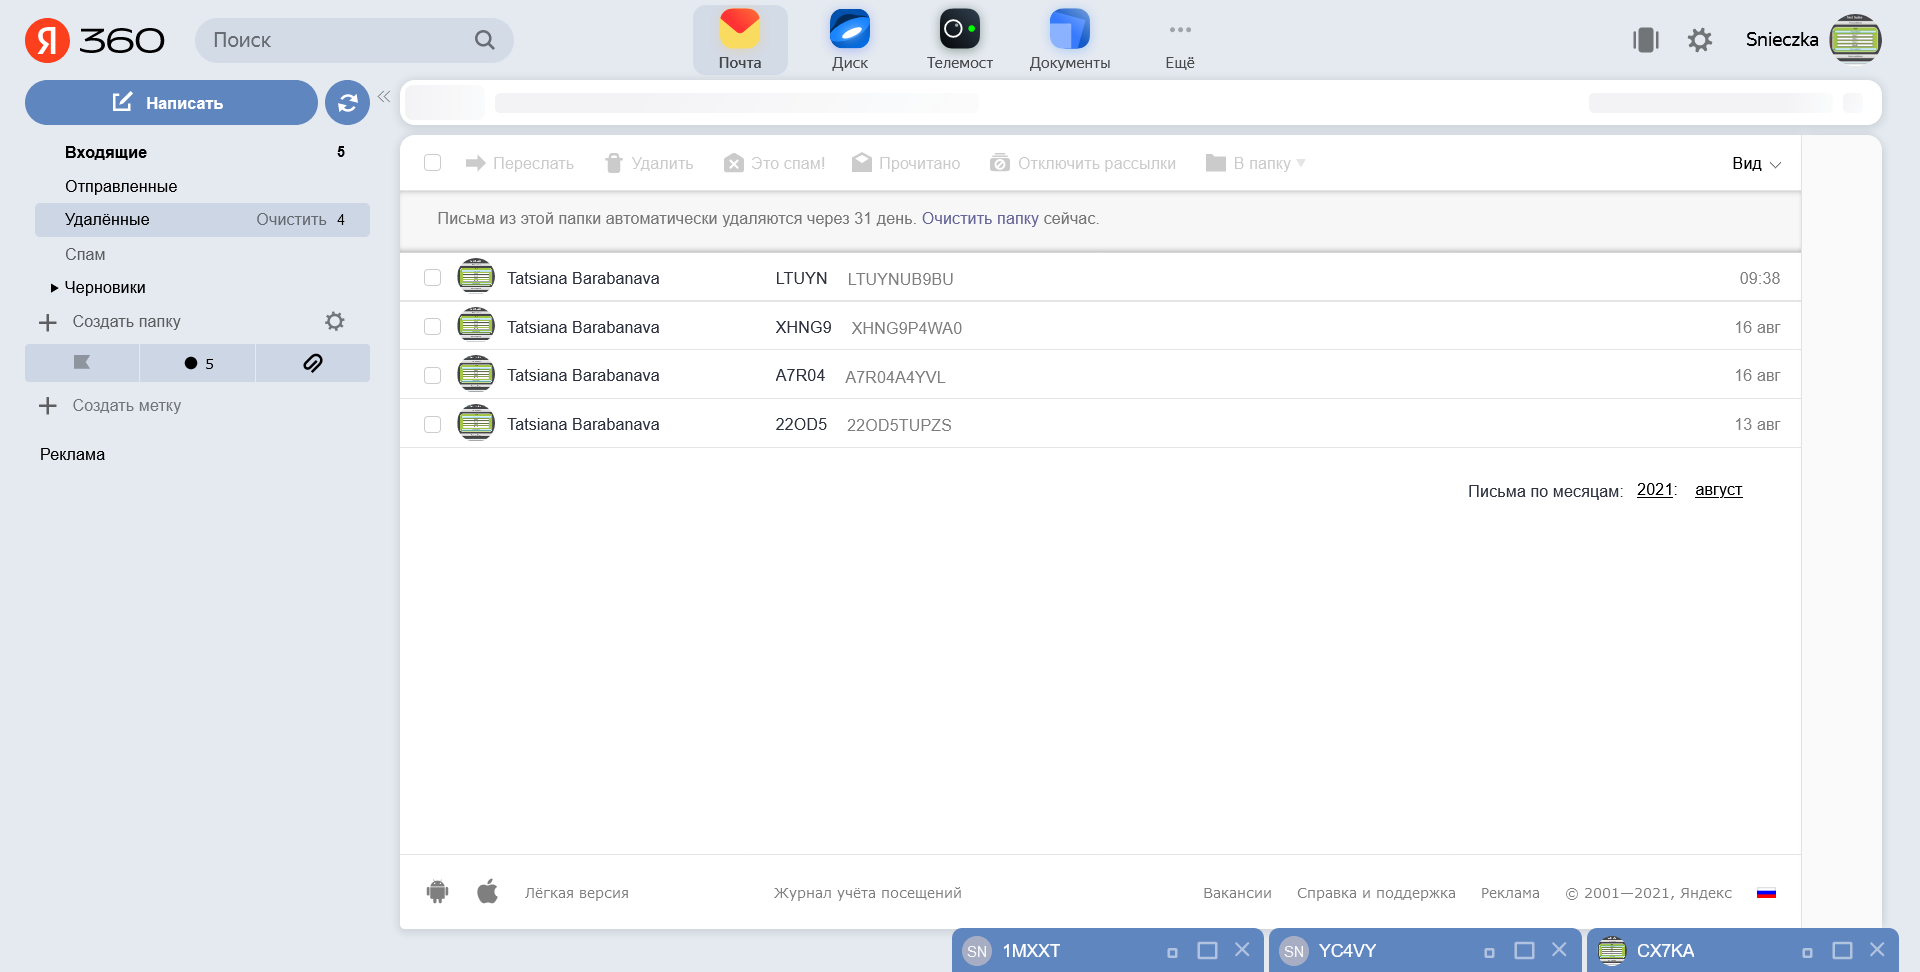 Я 360
Поиск
Почта
Диск
Телемост
Документы
Ещё
Snieczka
Написать
Входящие 5
Отправленные
Удалённые Очистить 4
Спам
Черновики
Создать папку
5
Создать метку
Реклама
Переслать Удалить Это спам! Прочитано Отключить рассылки В папку Вид
Письма из этой папки автоматически удаляются через 31 день. Очистить папку сейчас.
Tatsiana Barabanava LTUYN LTUYNUB9BU 09:38
Tatsiana Barabanava XHNG9 XHNG9P4WA0 16 авг
Tatsiana Barabanava A7R04 A7R04A4YVL 16 авг
Tatsiana Barabanava 22OD5 22OD5TUPZS 13 авг
Письма по месяцам: 2021: август
Лёгкая версия Журнал учёта посещений Вакансии Справка и поддержка Реклама © 2001—2021, Яндекс
SN 1MXXT SN YC4VY CX7KA